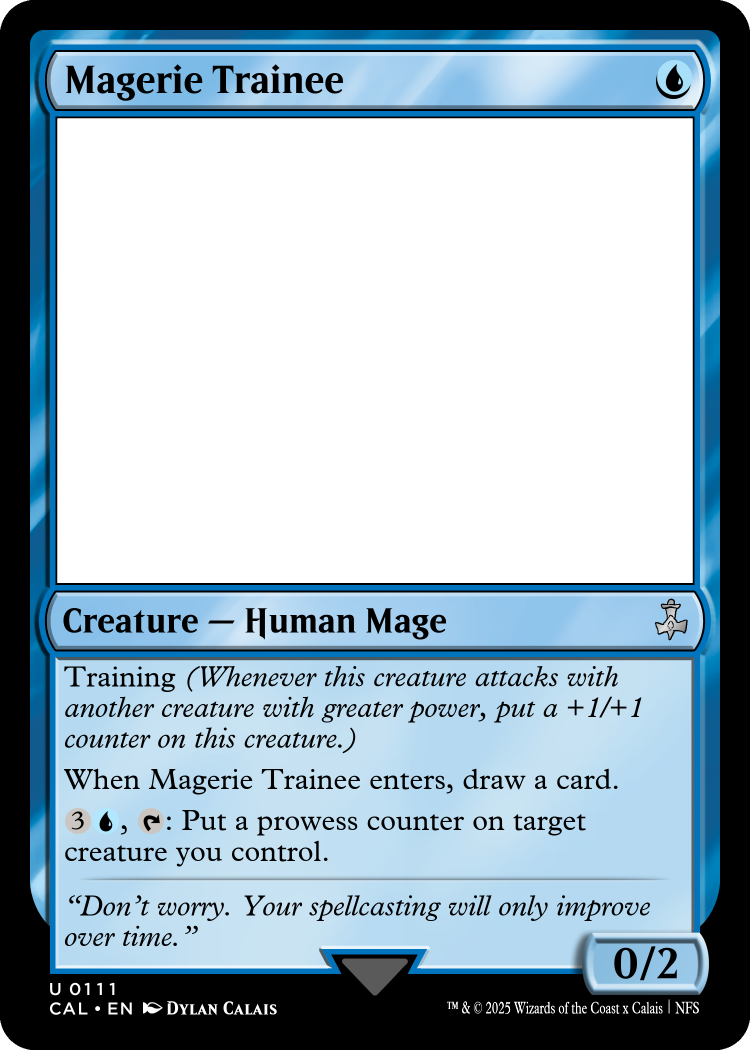 Magerie Trainee
Creature — Human Mage
Training (Whenever this creature attacks with
another creature with greater power, put a +1/+1
counter on this creature.)
When Magerie Trainee enters, draw a card.
3 , : Put a prowess counter on target
creature you control.
“Don’t worry. Your spellcasting will only improve
over time.”
0/2
U 0111
CAL • EN DYLAN CALAIS
™ & © 2025 Wizards of the Coast x Calais | NFS